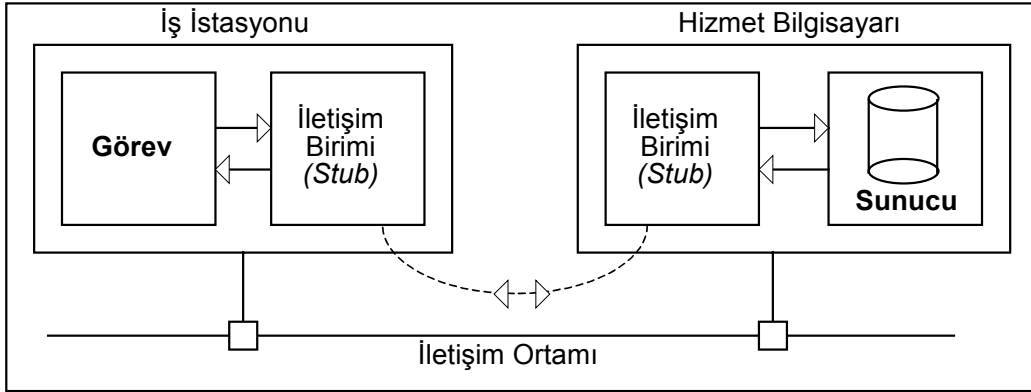 İş İstasyonu
Hizmet Bilgisayarı
Görev
İletişim
Birimi
(Stub)
İletişim
Birimi
(Stub)
Sunucu
İletişim Ortamı